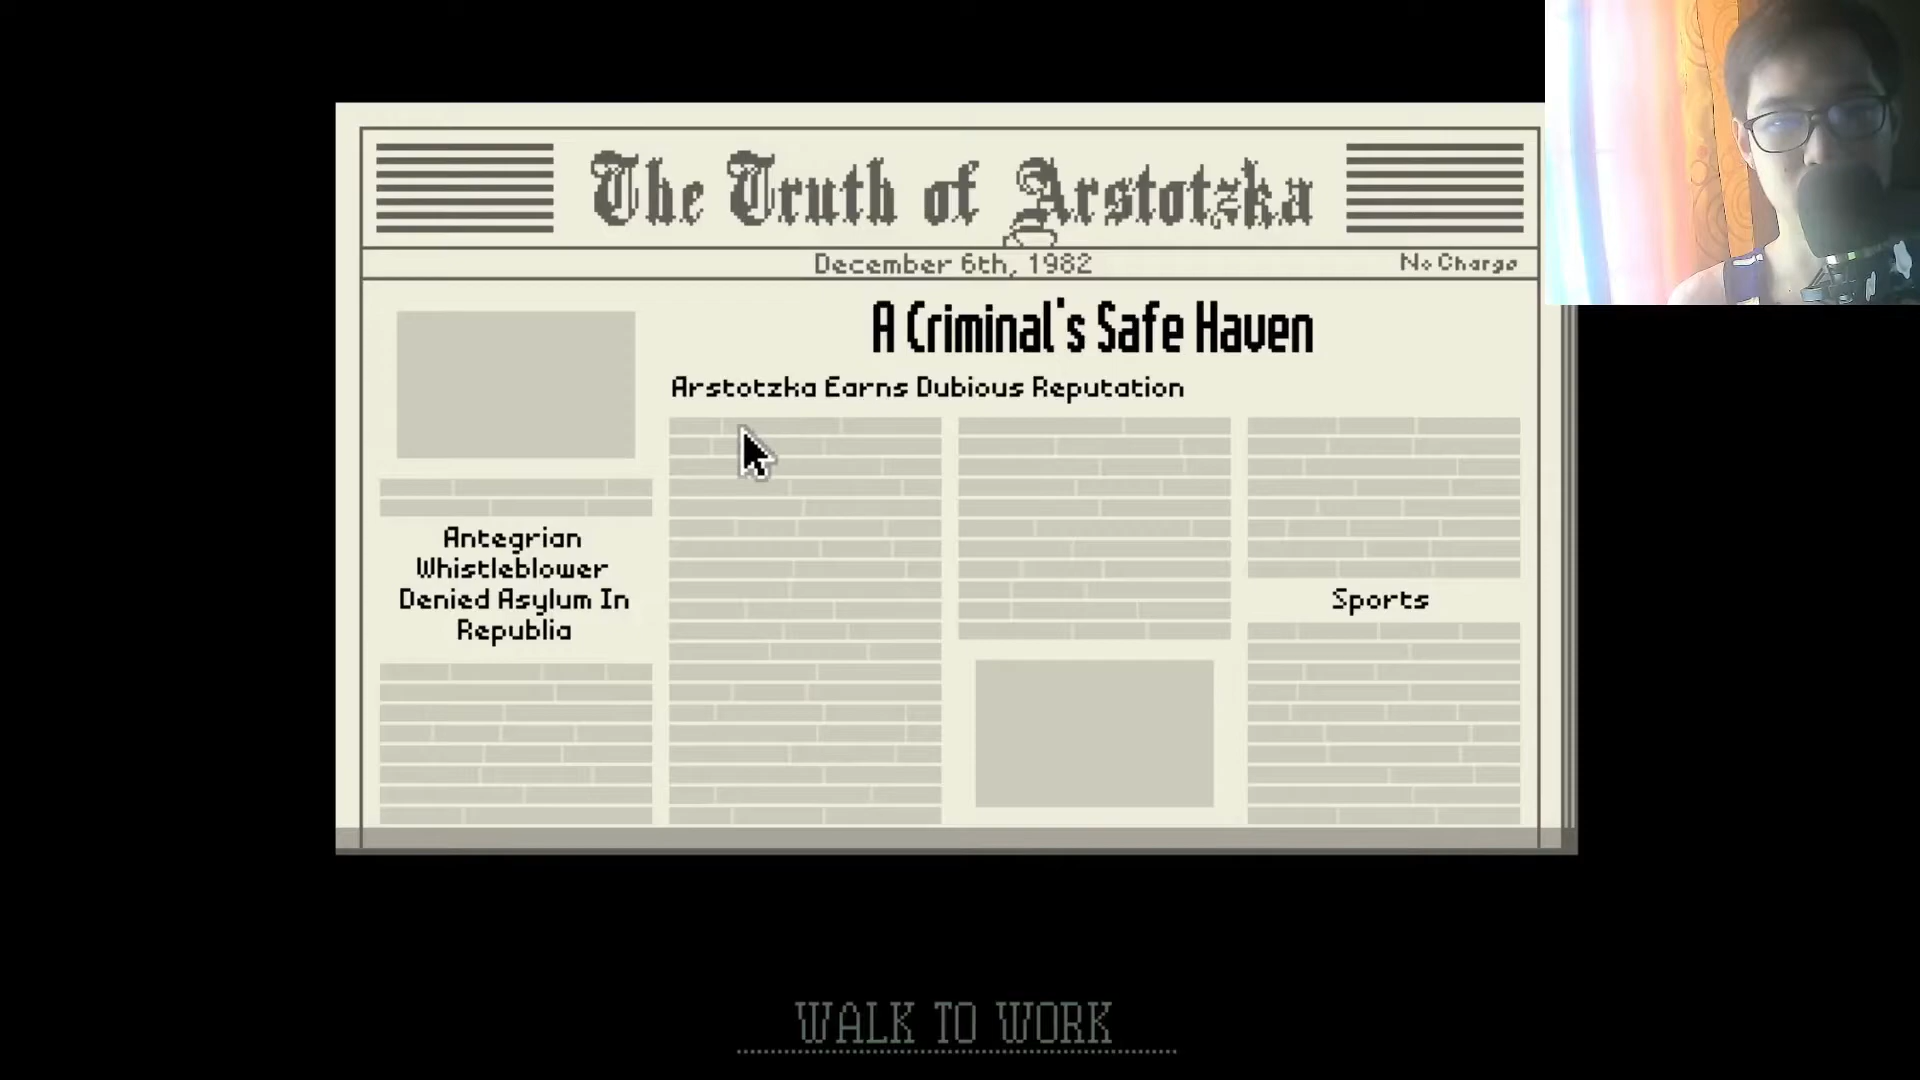 The Truth of Arstotzka
December 6th, 1982
No Charge
A Criminal's Safe Haven
Arstotzka Earns Dubious Reputation
Antegrian
Whistleblower
Denied Asylum In
Republia
Sports
WALK TO WORK